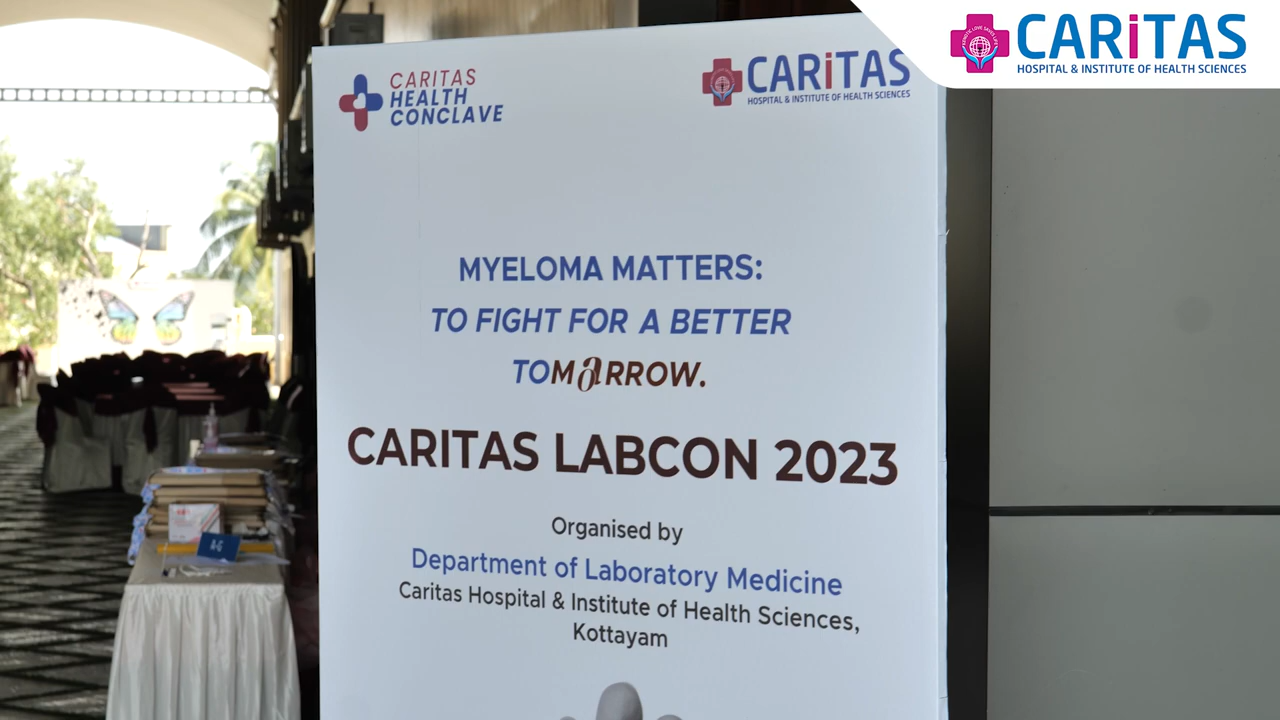 CARITAS
HEALTH
CONCLAVE
CARiTAS
HOSPITAL & INSTITUTE OF HEALTH SCIENCES
CARiTAS
HOSPITAL & INSTITUTE OF HEALTH SCIENCES
MYELOMA MATTERS:
TO FIGHT FOR A BETTER
TOMaRROW.
CARITAS LABCON 2023
Organised by
Department of Laboratory Medicine
Caritas Hospital & Institute of Health Sciences,
Kottayam
A-G